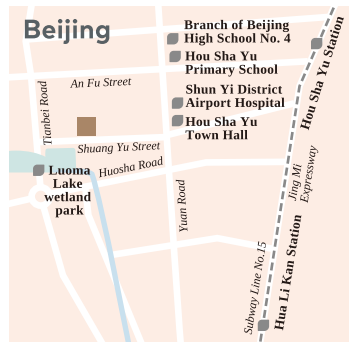 Beijing
Branch of Beijing
High School No. 4
Hou Sha Yu
Primary School
Shun Yi District
Airport Hospital
Hou Sha Yu
Town Hall
Hou Sha Yu Station
An Fu Street
Tianbei Road
Shuang Yu Street
Huosha Road
Luoma
Lake
wetland
park
Yuan Road
Jing Mi
Expressway
Subway Line No.15
Hua Li Kan Station